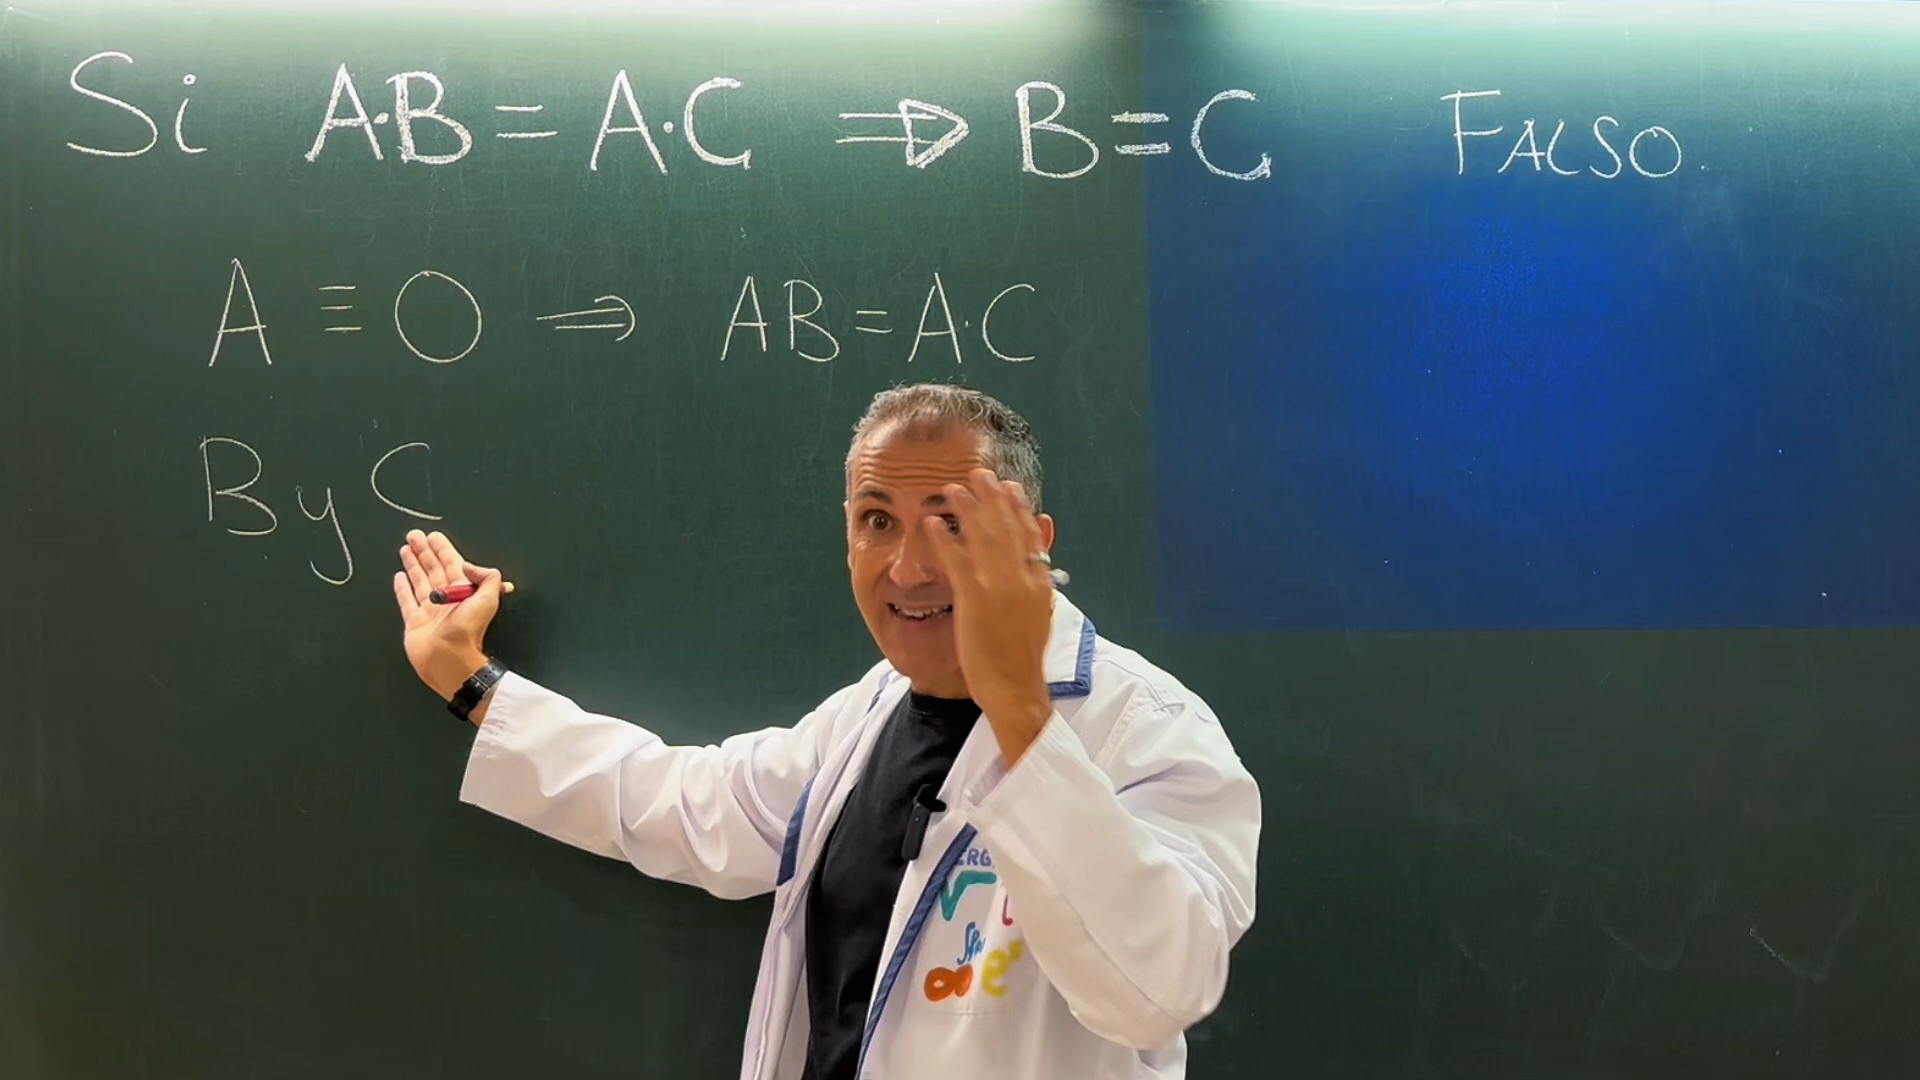 Si A·B = A·C ⇒ B = C FALSO.
A ≡ O ⇒ AB = A·C
B y C
∞ e